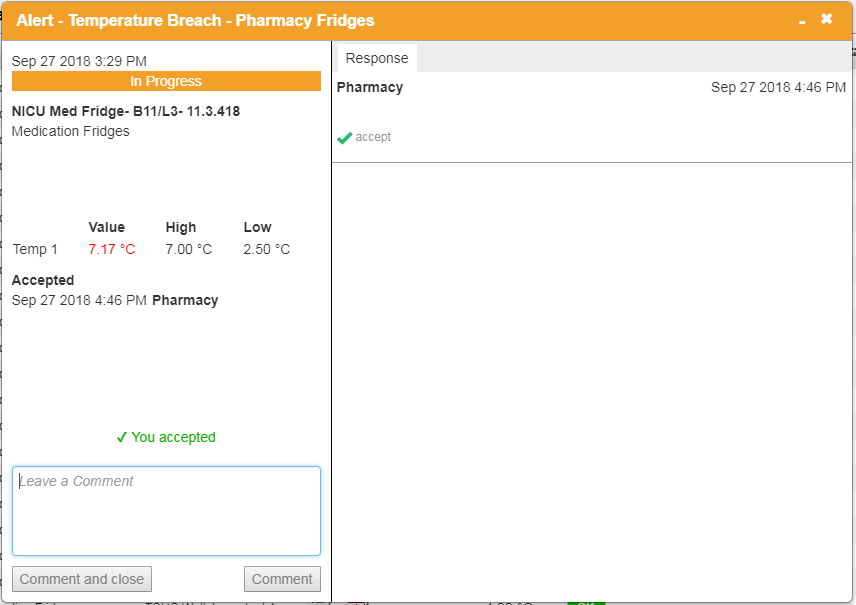 Alert - Temperature Breach - Pharmacy Fridges
Sep 27 2018 3:29 PM
In Progress
NICU Med Fridge- B11/L3- 11.3.418
Medication Fridges
Value High Low
Temp 1 7.17 °C 7.00 °C 2.50 °C
Accepted
Sep 27 2018 4:46 PM Pharmacy
✓ You accepted
Leave a Comment
Comment and close Comment
Response
Pharmacy Sep 27 2018 4:46 PM
accept